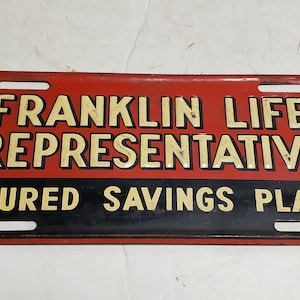 FRANKLIN LIFE
REPRESENTATIV
URED SAVINGS PLA